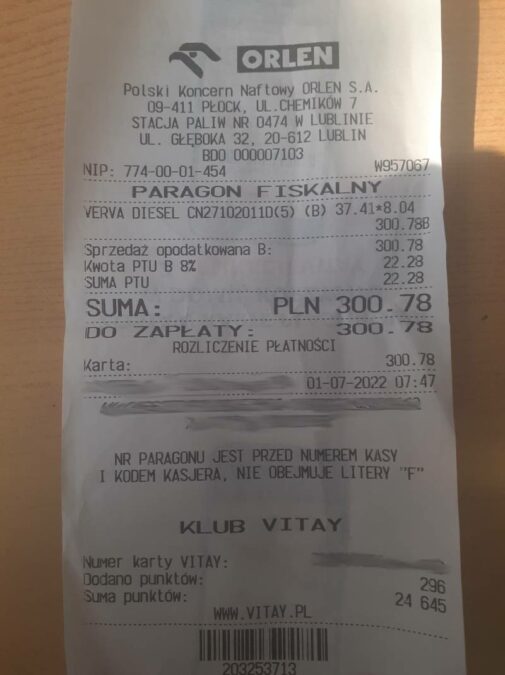 ORLEN
Polski Koncern Naftowy ORLEN S.A.
09-411 PŁOCK, UL.CHEMIKÓW 7
STACJA PALIW NR 0474 W LUBLINIE
UL. GŁĘBOKA 32, 20-612 LUBLIN
BDO 000007103
NIP: 774-00-01-454 W957067
PARAGON FISKALNY
VERVA DIESEL CN27102011D(5) (B) 37.41*8.04
300.78B
Sprzedaż opodatkowana B: 300.78
Kwota PTU B 8% 22.28
SUMA PTU 22.28
SUMA: PLN 300.78
DO ZAPŁATY: 300.78
ROZLICZENIE PŁATNOŚCI
Karta: 300.78
01-07-2022 07:47
NR PARAGONU JEST PRZED NUMEREM KASY
I KODEM KASJERA, NIE OBEJMUJE LITERY "F"
KLUB VITAY
Numer karty VITAY:
Dodano punktów: 296
Suma punktów: 24 645
WWW.VITAY.PL
203253713